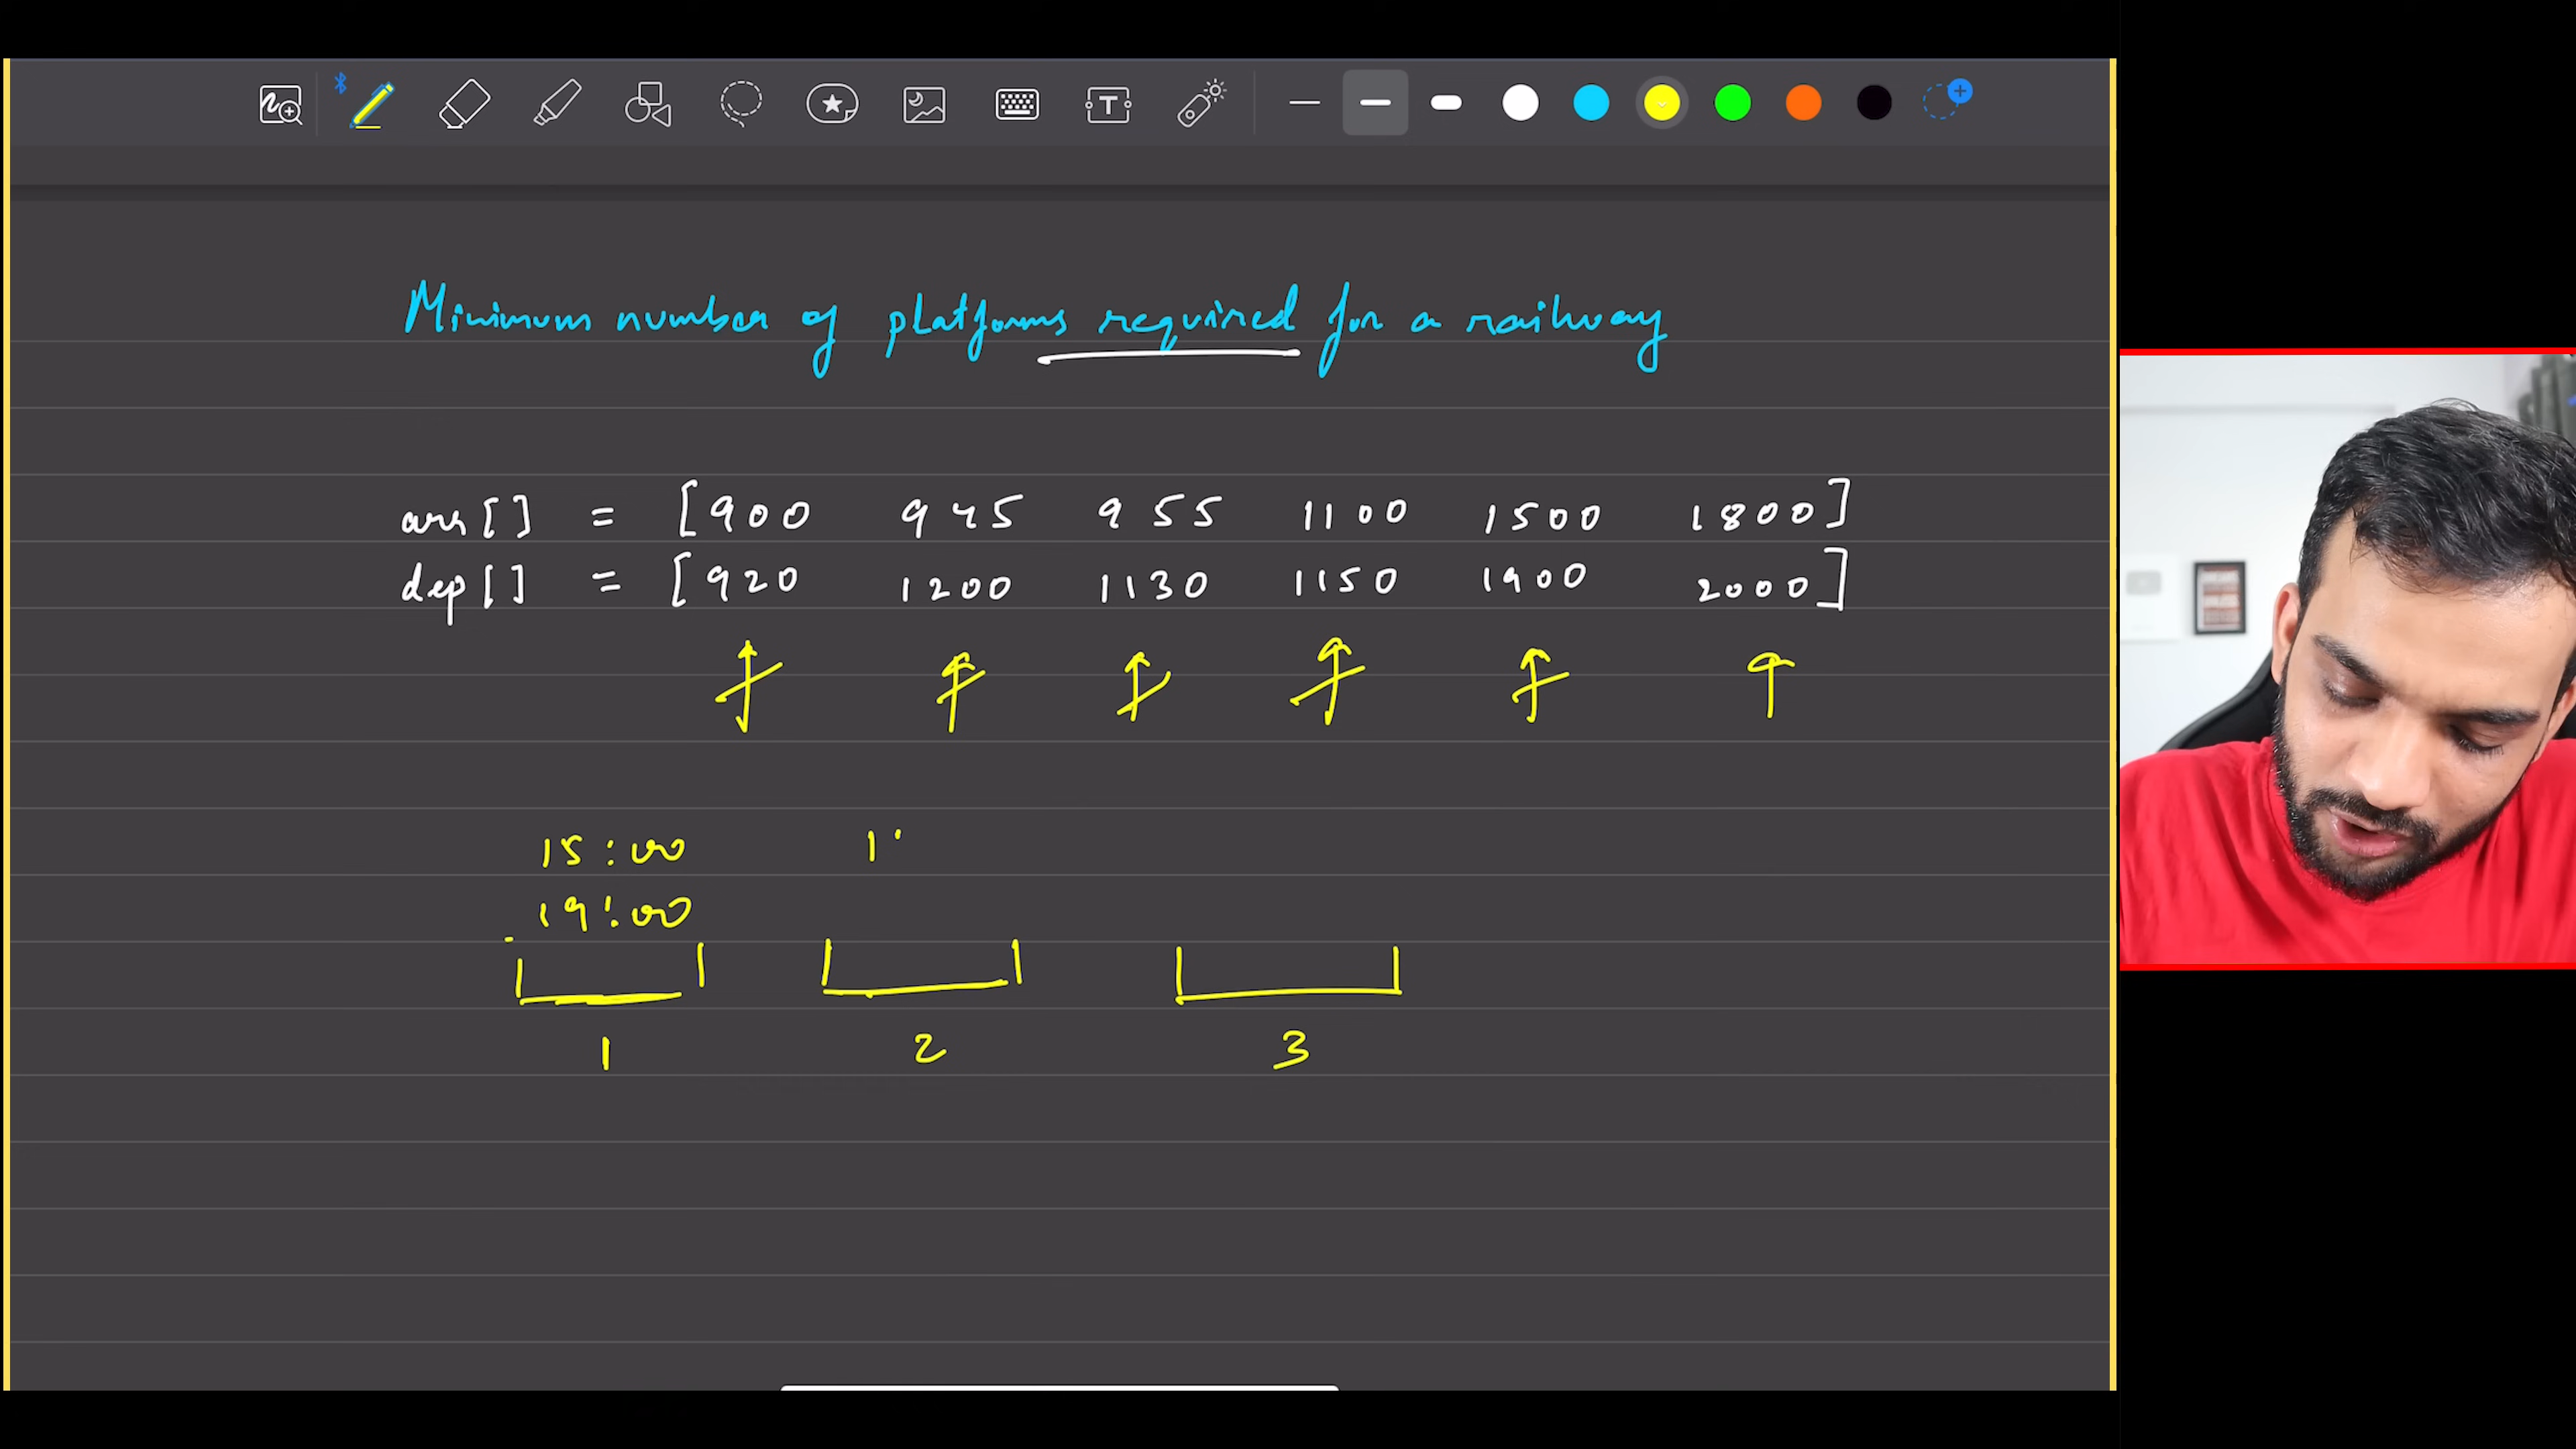 Minimum number of platforms required for a railway
arr[] = [900 945 955 1100 1500 1800]
dep[] = [920 1200 1130 1150 1900 2000]
15:00 1
19:00
1 2 3